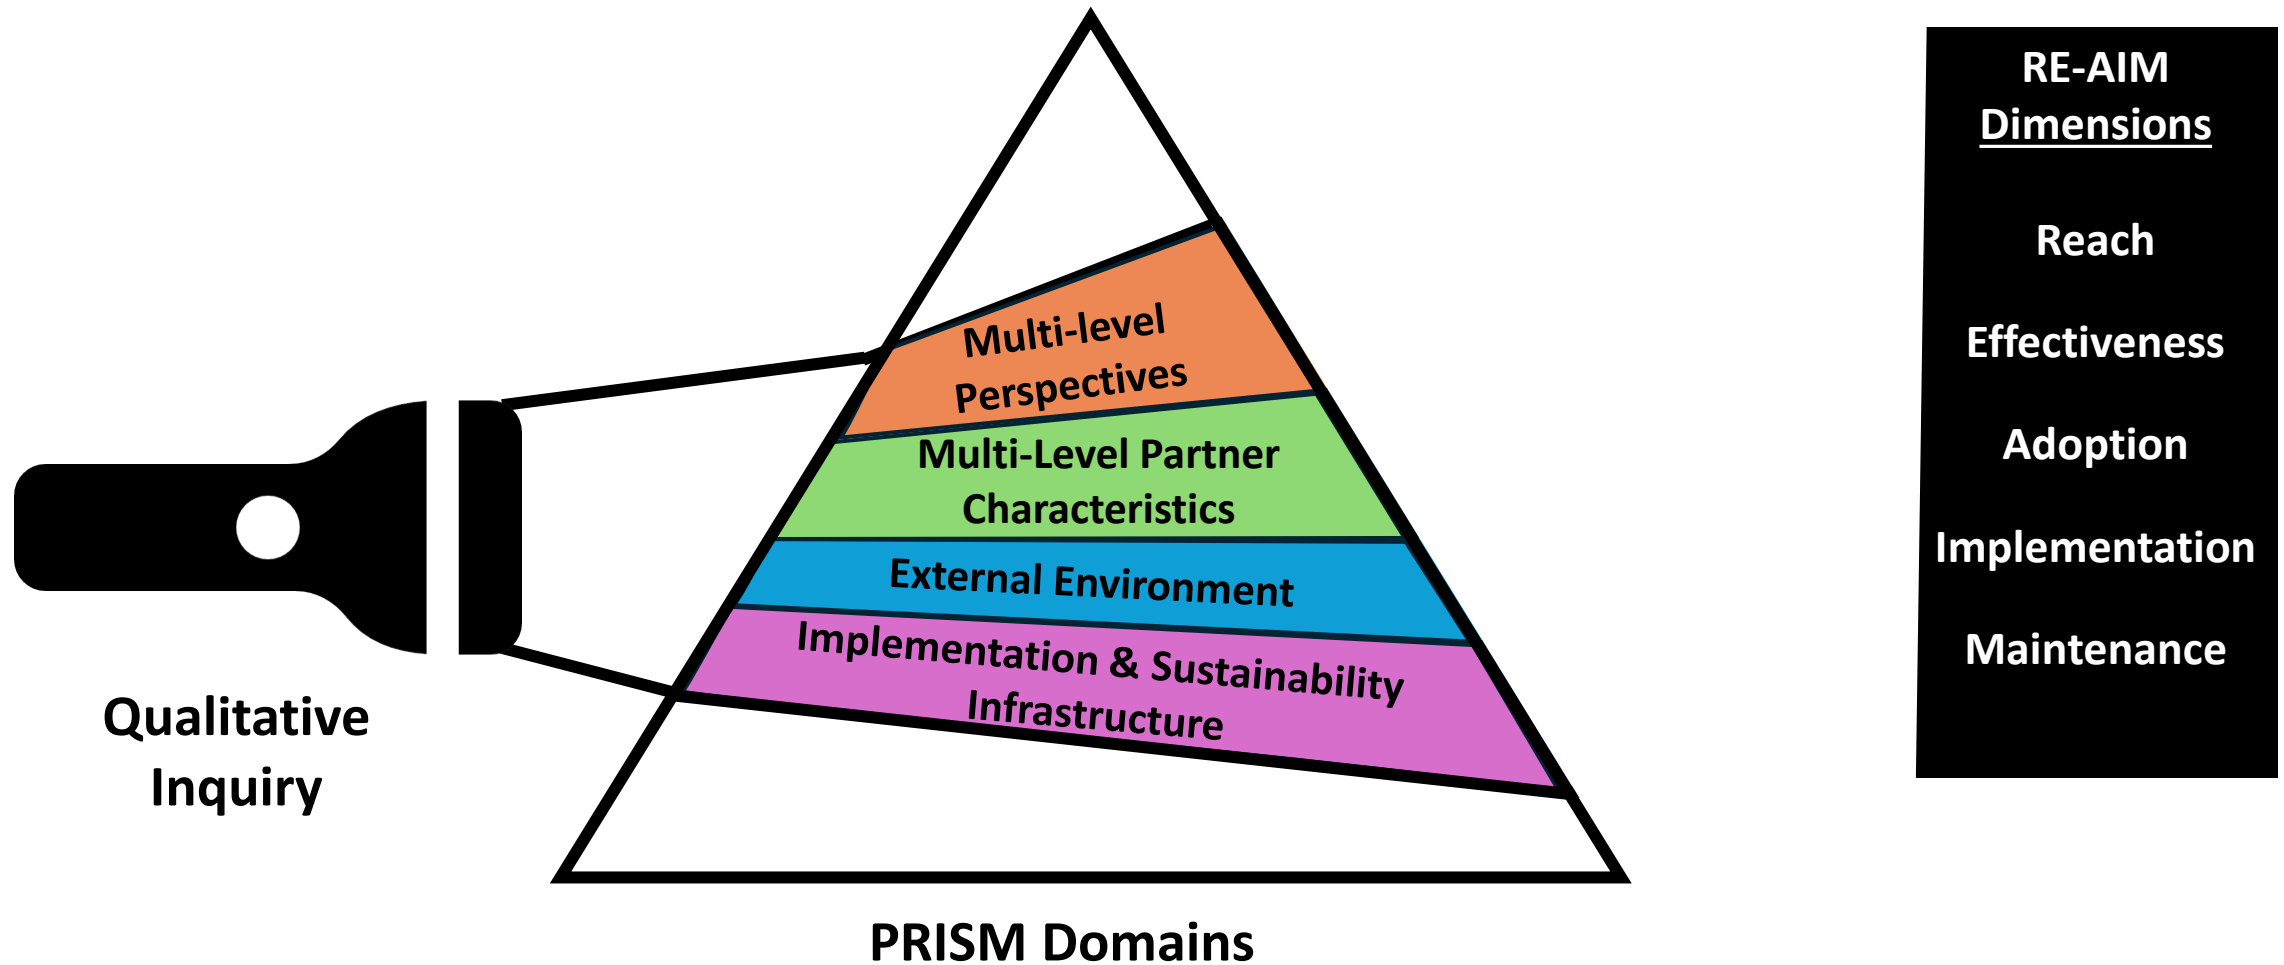 Qualitative
Inquiry
Multi-level
Perspectives
Multi-Level Partner
Characteristics
External Environment
Implementation & Sustainability
Infrastructure
PRISM Domains
RE-AIM
Dimensions
Reach
Effectiveness
Adoption
Implementation
Maintenance